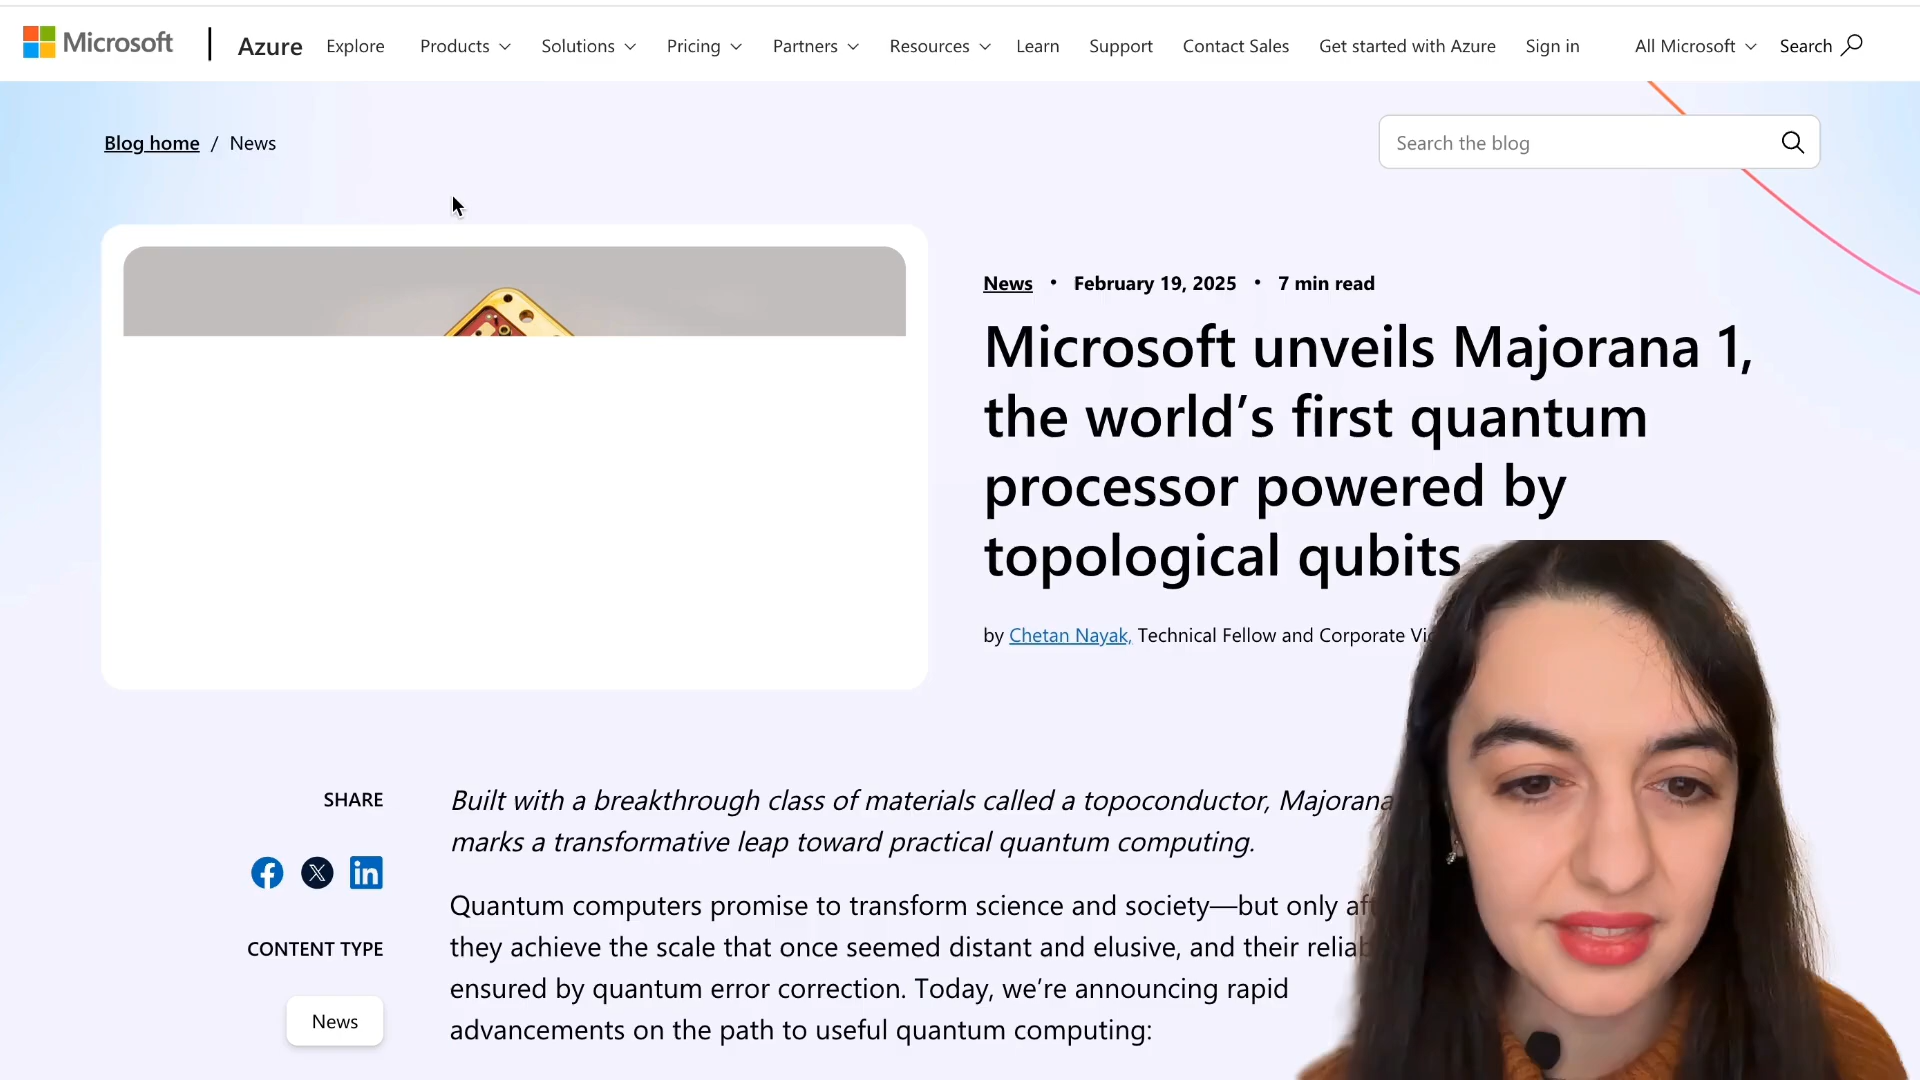 Microsoft
Azure
Explore
Products
Solutions
Pricing
Partners
Resources
Learn
Support
Contact Sales
Get started with Azure
Sign in
All Microsoft
Search
Blog home / News
Search the blog
News • February 19, 2025 • 7 min read
Microsoft unveils Majorana 1,
the world’s first quantum
processor powered by
topological qubits
by Chetan Nayak, Technical Fellow and Corporate
SHARE
Built with a breakthrough class of materials called a topoconductor, Majorana
marks a transformative leap toward practical quantum computing.
Quantum computers promise to transform science and society—but only
they achieve the scale that once seemed distant and elusive, and their
ensured by quantum error correction. Today, we’re announcing rapid
advancements on the path to useful quantum computing:
CONTENT TYPE
News